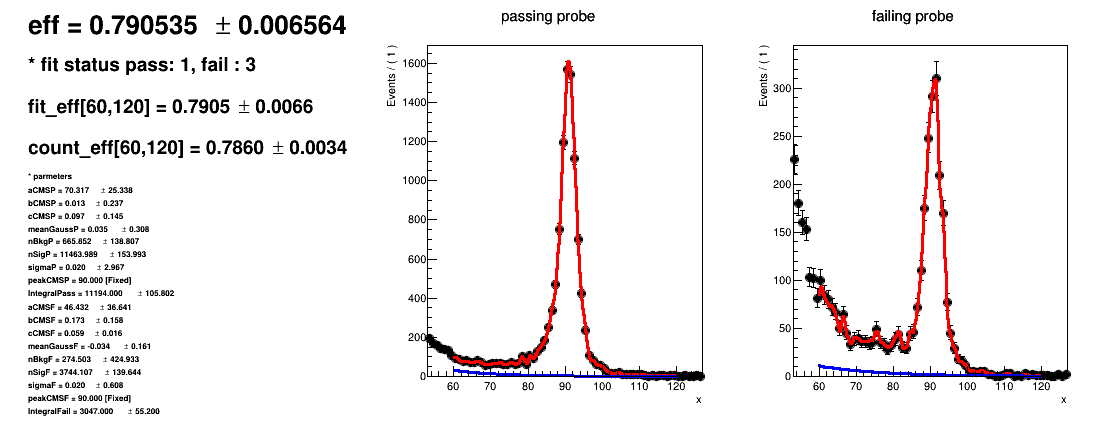 eff = 0.790535 ± 0.006564
* fit status pass: 1, fail : 3
fit_eff[60,120] = 0.7905 ± 0.0066
count_eff[60,120] = 0.7860 ± 0.0034
* parmeters
aCMSP = 70.317 ± 25.338
bCMSP = 0.013 ± 0.237
cCMSP = 0.097 ± 0.145
meanGaussP = 0.035 ± 0.308
nBkgP = 665.852 ± 138.807
nSigP = 11463.989 ± 153.993
sigmaP = 0.020 ± 2.967
peakCMSP = 90.000 [Fixed]
IntegralPass = 11194.000 ± 105.802
aCMSF = 46.432 ± 36.641
bCMSF = 0.173 ± 0.158
cCMSF = 0.059 ± 0.016
meanGaussF = -0.034 ± 0.161
nBkgF = 274.503 ± 424.933
nSigF = 3744.107 ± 139.644
sigmaF = 0.020 ± 0.608
peakCMSF = 90.000 [Fixed]
IntegralFail = 3047.000 ± 55.200
passing probe
Events / ( 1 )
1600
1400
1200
1000
800
600
400
200
0
60 70 80 90 100 110 120
x
failing probe
Events / ( 1 )
300
250
200
150
100
50
0
60 70 80 90 100 110 120
x